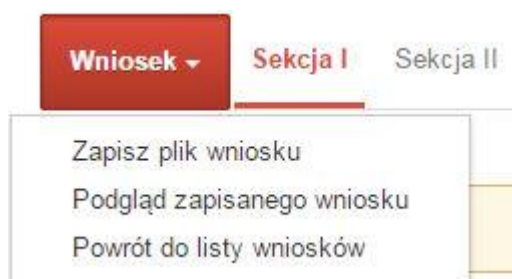 Wniosek Sekcja I Sekcja II
Zapisz plik wniosku
Podgląd zapisanego wniosku
Powrót do listy wniosków